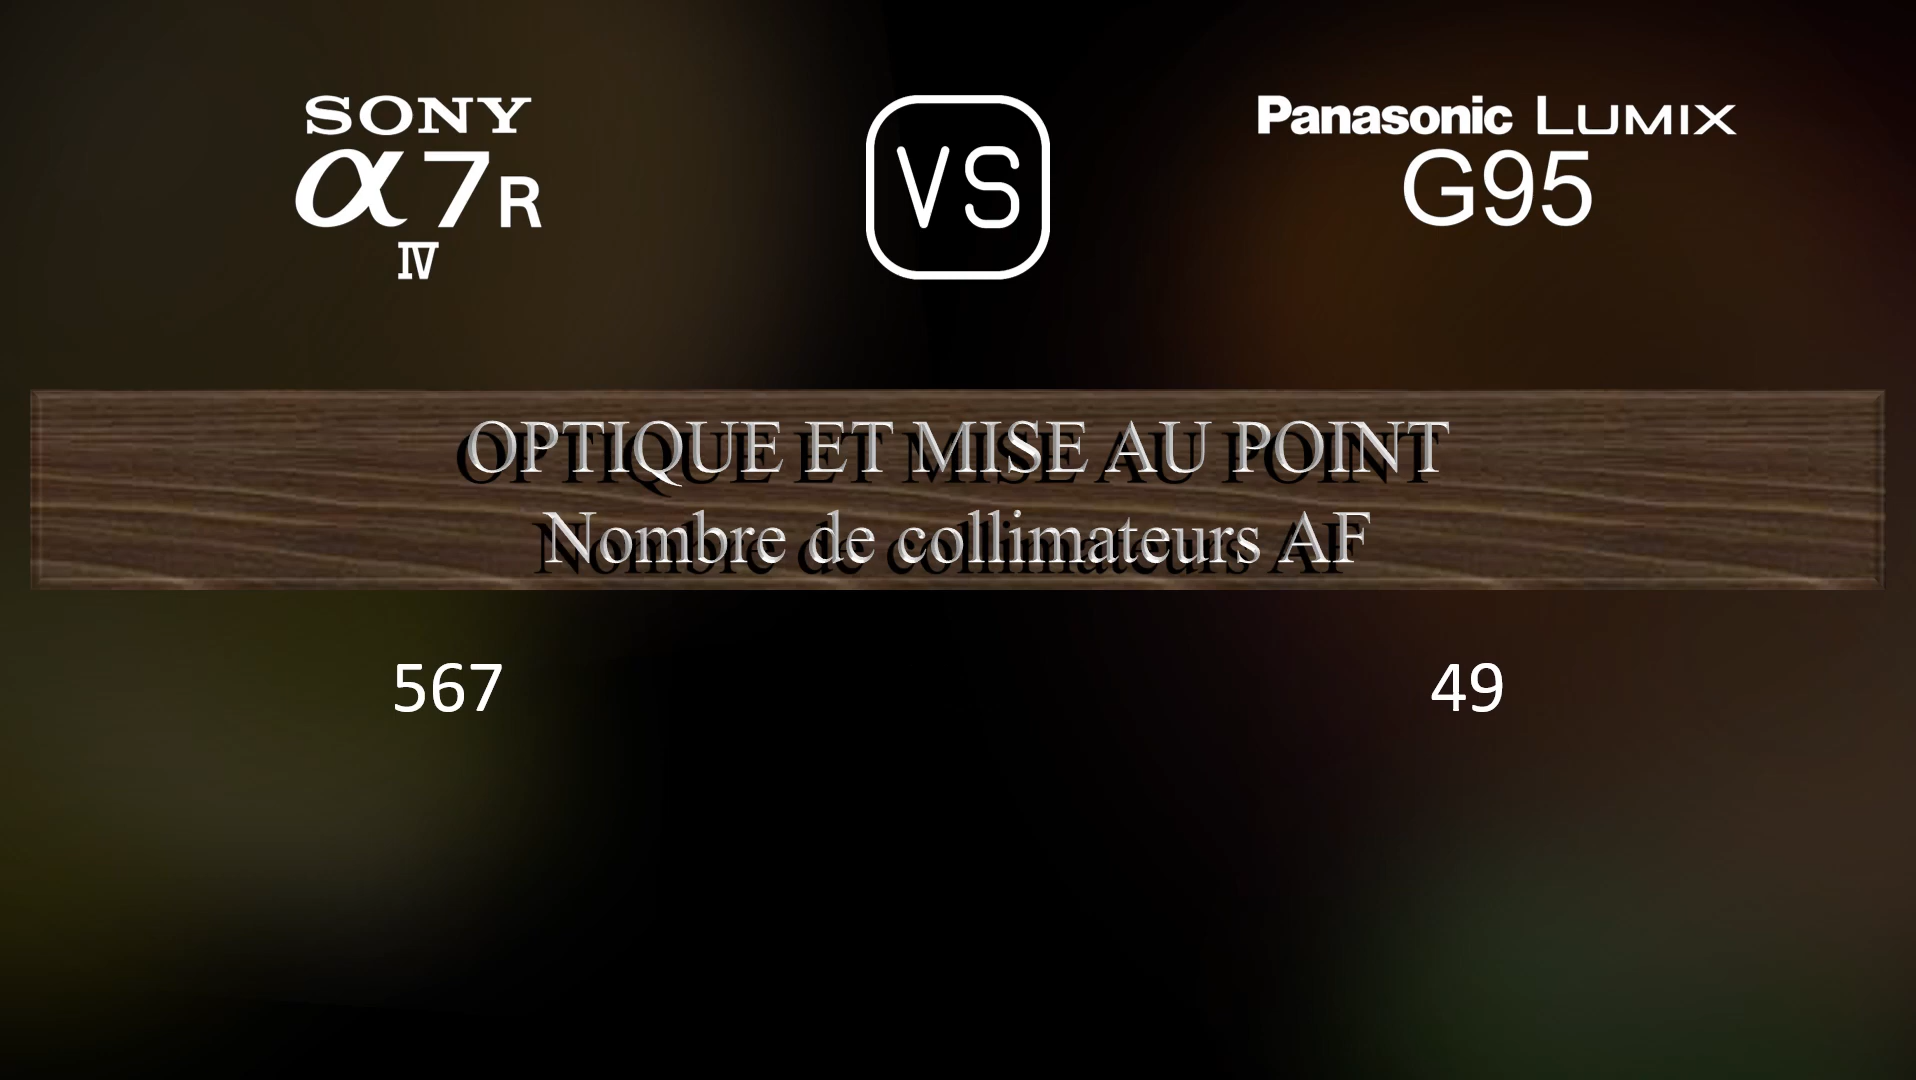 SONY
α7R
IV
VS
Panasonic LUMIX
G95
OPTIQUE ET MISE AU POINT
Nombre de collimateurs AF
567
49